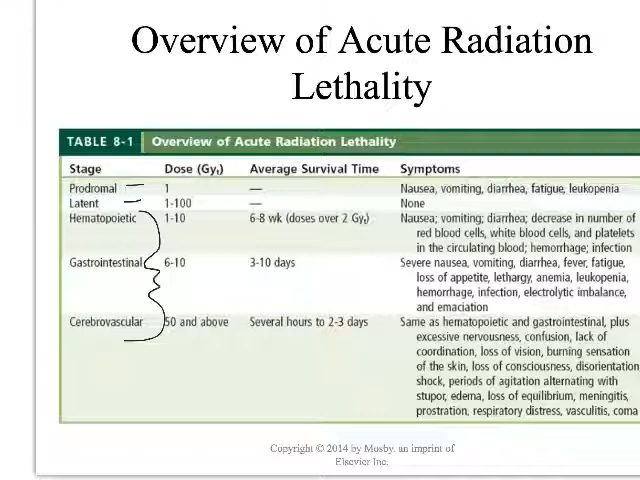 Overview of Acute Radiation
Lethality
TABLE 8-1 Overview of Acute Radiation Lethality
Stage Dose (Gyt) Average Survival Time Symptoms
Prodromal 1 — Nausea, vomiting, diarrhea, fatigue, leukopenia
Latent 1-100 — None
Hematopoietic 1-10 6-8 wk (doses over 2 Gyt) Nausea; vomiting; diarrhea; decrease in number of
red blood cells, white blood cells, and platelets
in the circulating blood; hemorrhage; infection
Gastrointestinal 6-10 3-10 days Severe nausea, vomiting, diarrhea, fever, fatigue,
loss of appetite, lethargy, anemia, leukopenia,
hemorrhage, infection, electrolytic imbalance,
and emaciation
Cerebrovascular 50 and above Several hours to 2-3 days Same as hematopoietic and gastrointestinal, plus
excessive nervousness, confusion, lack of
coordination, loss of vision, burning sensation
of the skin, loss of consciousness, disorientation
shock, periods of agitation alternating with
stupor, edema, loss of equilibrium, meningitis,
prostration, respiratory distress, vasculitis, coma
Copyright © 2014 by Mosby, an imprint of
Elsevier Inc.